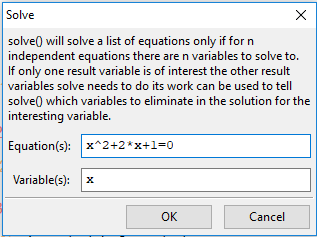 Solve
solve() will solve a list of equations only if for n
independent equations there are n variables to solve to.
If only one result variable is of interest the other result
variables solve needs to do its work can be used to tell
solve() which variables to eliminate in the solution for the
interesting variable.
Equation(s): x^2+2*x+1=0
Variable(s): x
OK Cancel